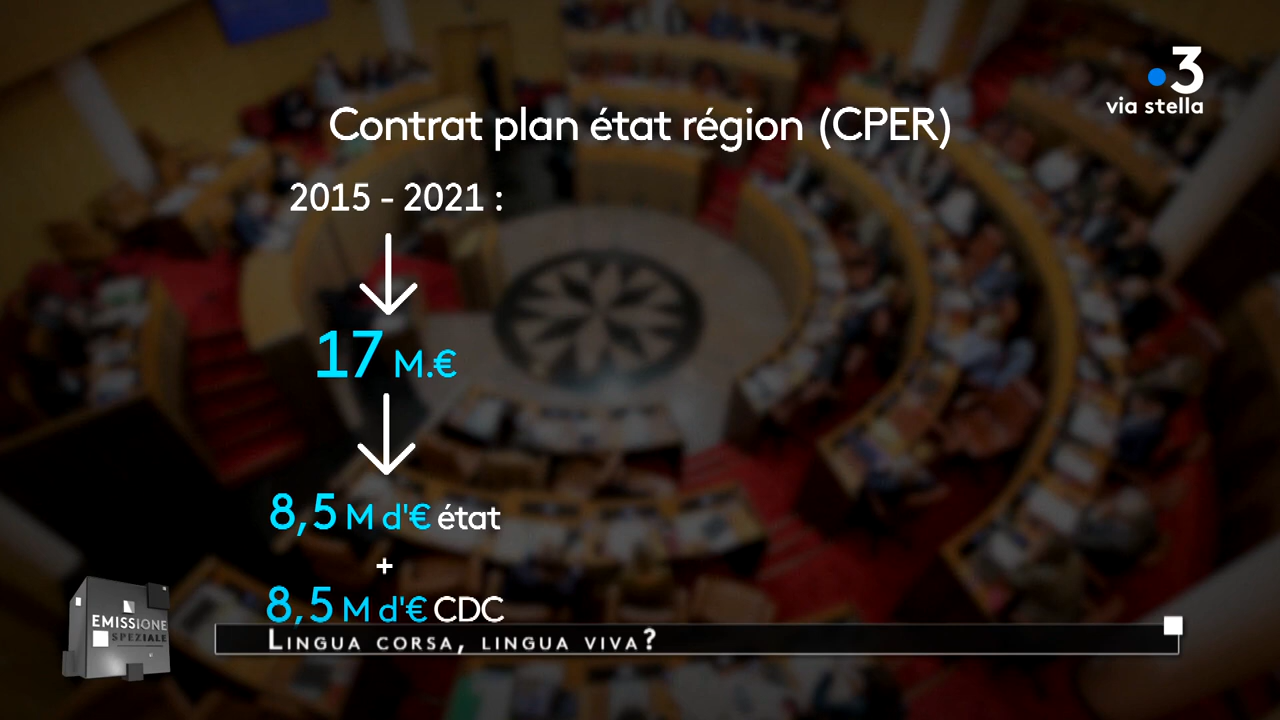 3
via stella
Contrat plan état région (CPER)
2015 - 2021 :
17 M.€
8,5 M d'€ état
+
8,5 M d'€ CDC
EMISSIONE
SPEZIALE
LINGUA CORSA, LINGUA VIVA?